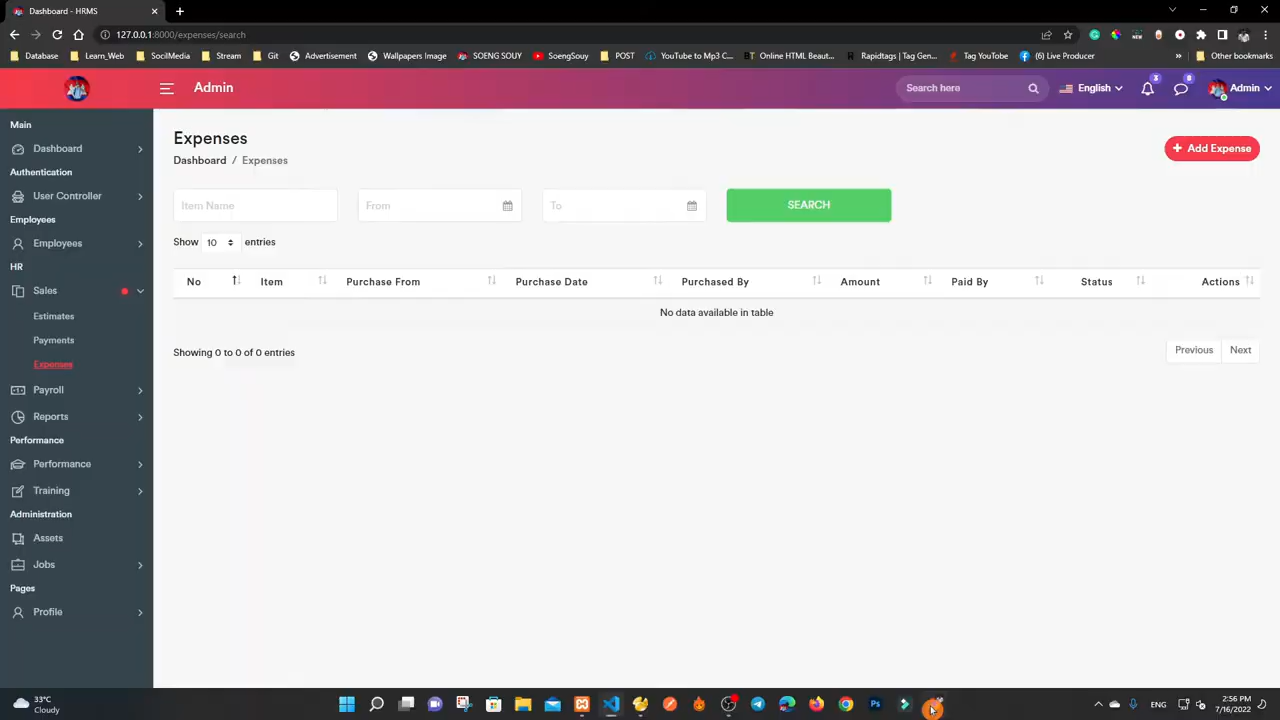 Dashboard - HRMS
127.0.0.1:8000/expenses/search
Database Learn_Web SocilMedia Stream Git Advertisement Wallpapers Image SOENG SOUY SoengSouy POST YouTube to Mp3 C... Online HTML Beaut... Rapidtags | Tag Gen... Tag YouTube (6) Live Producer » Other bookmarks
Admin
Search here
English
3
8
Admin
Main
Dashboard
Authentication
User Controller
Employees
Employees
HR
Sales
Estimates
Payments
Expenses
Payroll
Reports
Performance
Performance
Training
Administration
Assets
Jobs
Pages
Profile
Expenses
Dashboard / Expenses
+ Add Expense
Item Name
From
To
SEARCH
Show 10 entries
No Item Purchase From Purchase Date Purchased By Amount Paid By Status Actions
No data available in table
Showing 0 to 0 of 0 entries
Previous Next
33°C
Cloudy
ENG
2:56 PM
7/16/2022